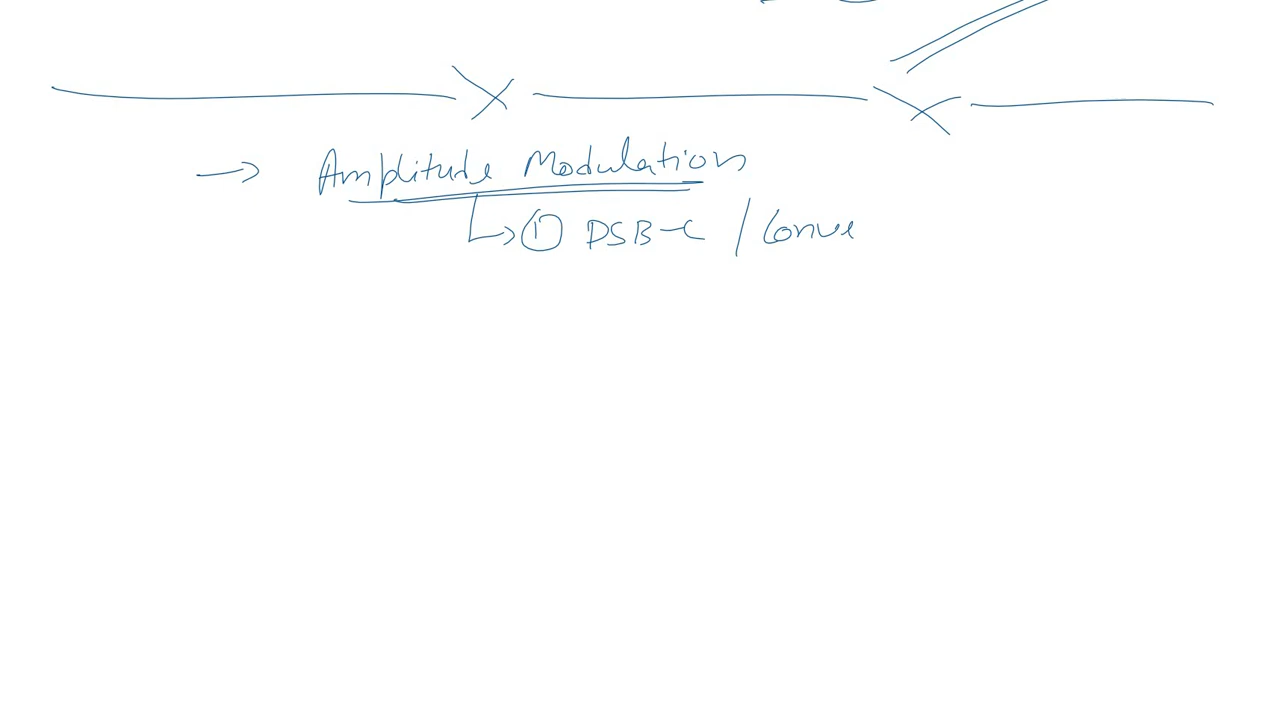 → Amplitude Modulation
↳ ① DSB-C / Conve